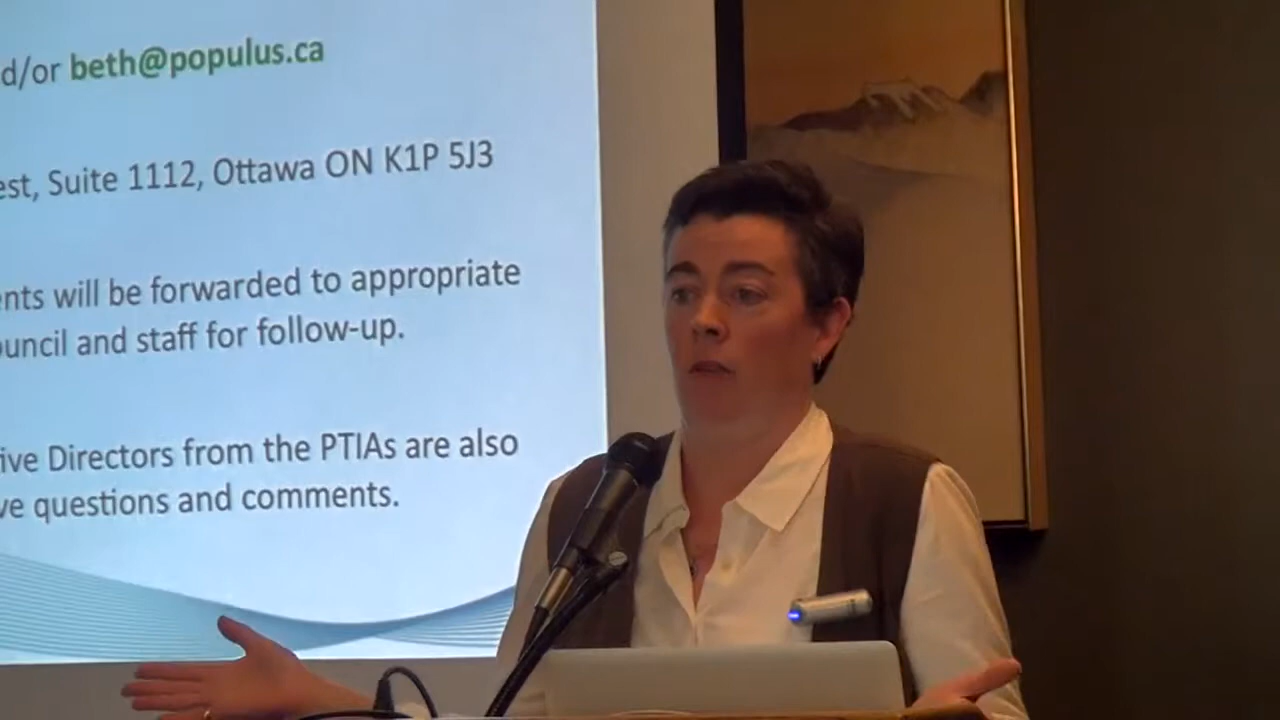 d/or beth@populus.ca
est, Suite 1112, Ottawa ON K1P 5J3
ents will be forwarded to appropriate
ouncil and staff for follow-up.
ive Directors from the PTIAs are also
ve questions and comments.